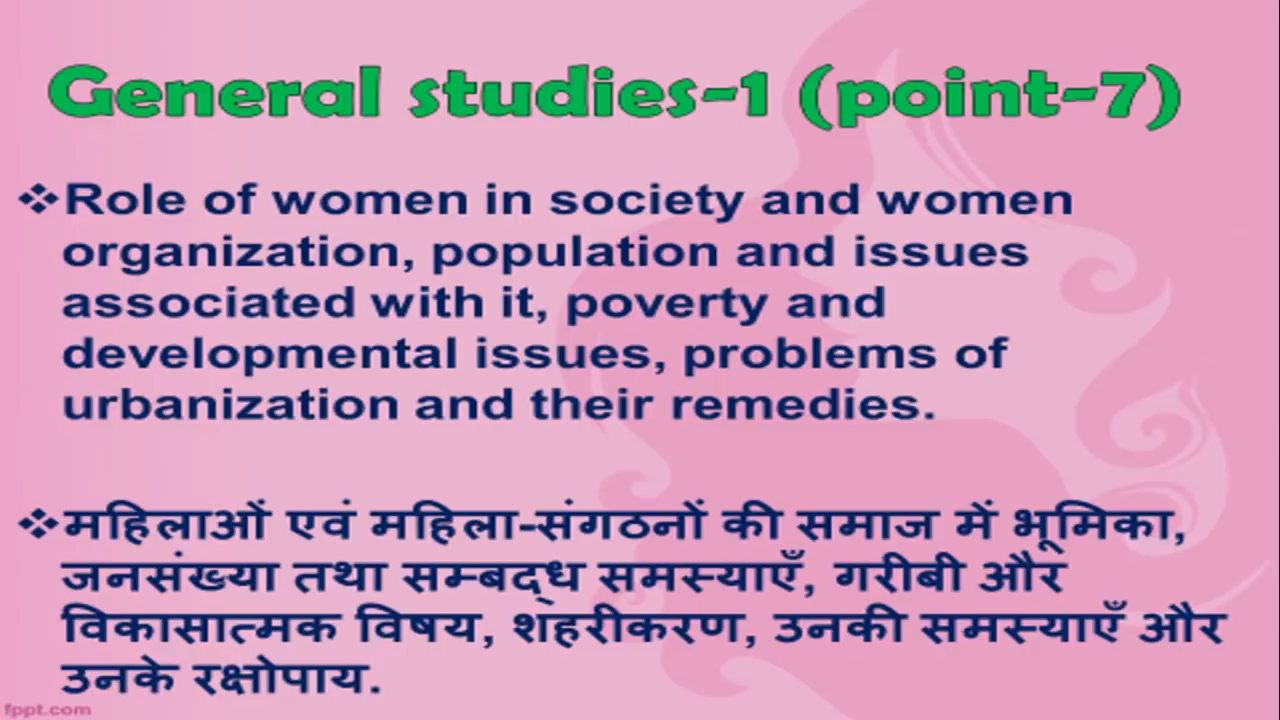 General studies-1 (point-7)
❖Role of women in society and women
organization, population and issues
associated with it, poverty and
developmental issues, problems of
urbanization and their remedies.
❖महिलाओं एवं महिला-संगठनों की समाज में भूमिका,
जनसंख्या तथा सम्बद्ध समस्याएँ, गरीबी और
विकासात्मक विषय, शहरीकरण, उनकी समस्याएँ और
उनके रक्षोपाय.
fppt.com